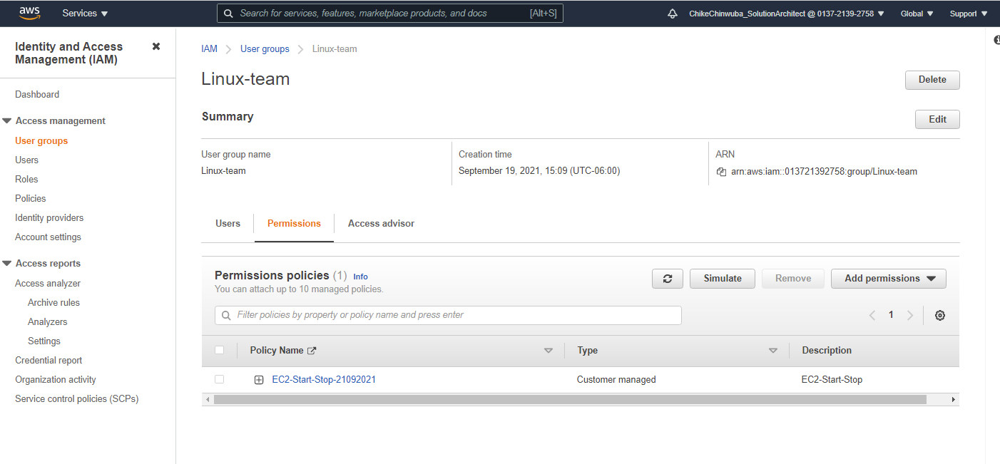 aws Services Search for services, features, marketplace products, and docs [Alt+S] ChikeChinwuba_SolutionArchitect @ 0137-2139-2758 Global Support
Identity and Access
Management (IAM)
Dashboard
Access management
User groups
Users
Roles
Policies
Identity providers
Account settings
Access reports
Access analyzer
Archive rules
Analyzers
Settings
Credential report
Organization activity
Service control policies (SCPs)
IAM User groups Linux-team
Linux-team Delete
Summary Edit
User group name Creation time ARN
Linux-team September 19, 2021, 15:09 (UTC-06:00) arn:aws:iam::013721392758:group/Linux-team
Users Permissions Access advisor
Permissions policies (1) Info Simulate Remove Add permissions
You can attach up to 10 managed policies.
Filter policies by property or policy name and press enter 1
Policy Name Type Description
EC2-Start-Stop-21092021 Customer managed EC2-Start-Stop